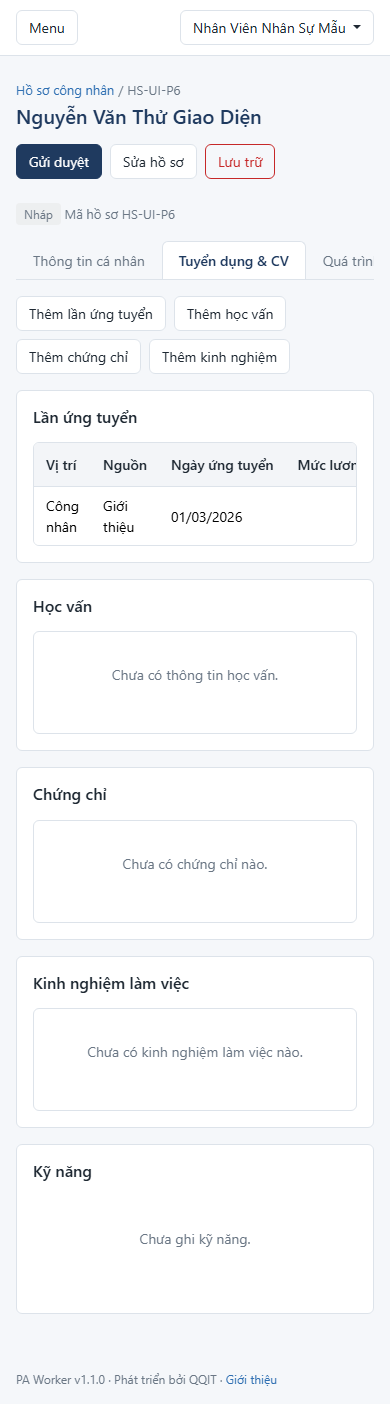 Menu
Nhân Viên Nhân Sự Mẫu
Hồ sơ công nhân / HS-UI-P6
Nguyễn Văn Thử Giao Diện
Gửi duyệt
Sửa hồ sơ
Lưu trữ
Nháp Mã hồ sơ HS-UI-P6
Thông tin cá nhân
Tuyển dụng & CV
Quá trìn
Thêm lần ứng tuyển
Thêm học vấn
Thêm chứng chỉ
Thêm kinh nghiệm
Lần ứng tuyển
Vị trí Nguồn Ngày ứng tuyển Mức lươn
Công nhân Giới thiệu 01/03/2026
Học vấn
Chưa có thông tin học vấn.
Chứng chỉ
Chưa có chứng chỉ nào.
Kinh nghiệm làm việc
Chưa có kinh nghiệm làm việc nào.
Kỹ năng
Chưa ghi kỹ năng.
PA Worker v1.1.0 · Phát triển bởi QQIT · Giới thiệu